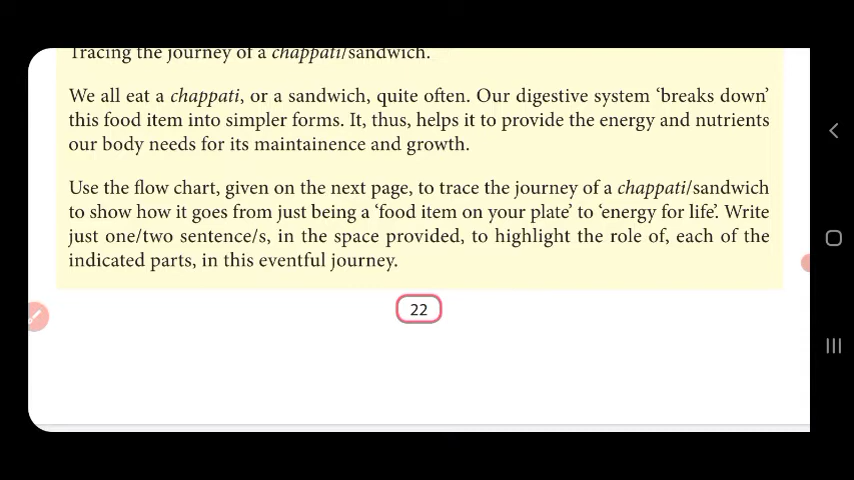 Tracing the journey of a chappati/sandwich.
We all eat a chappati, or a sandwich, quite often. Our digestive system ‘breaks down’
this food item into simpler forms. It, thus, helps it to provide the energy and nutrients
our body needs for its maintainence and growth.
Use the flow chart, given on the next page, to trace the journey of a chappati/sandwich
to show how it goes from just being a ‘food item on your plate’ to ‘energy for life’. Write
just one/two sentence/s, in the space provided, to highlight the role of, each of the
indicated parts, in this eventful journey.
22